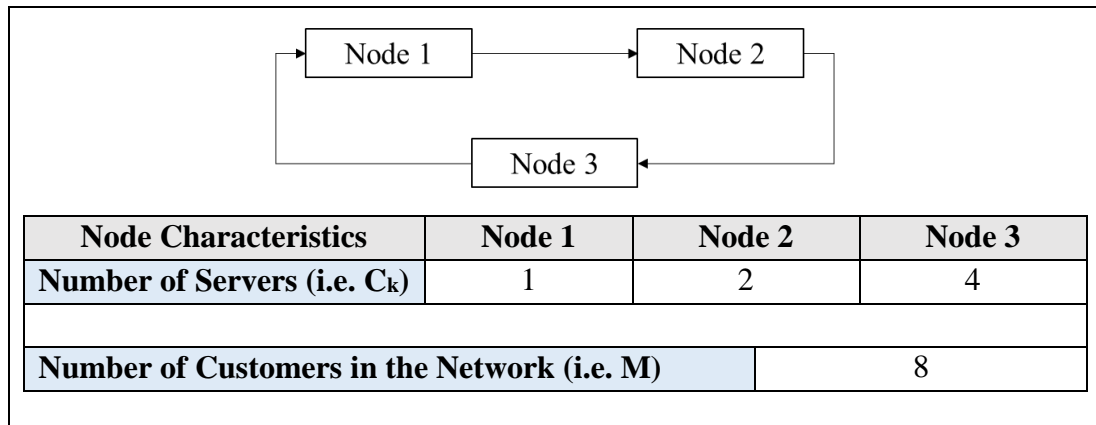 Node 1
Node 2
Node 3
Node Characteristics Node 1 Node 2 Node 3
Number of Servers (i.e. Ck) 1 2 4
Number of Customers in the Network (i.e. M) 8